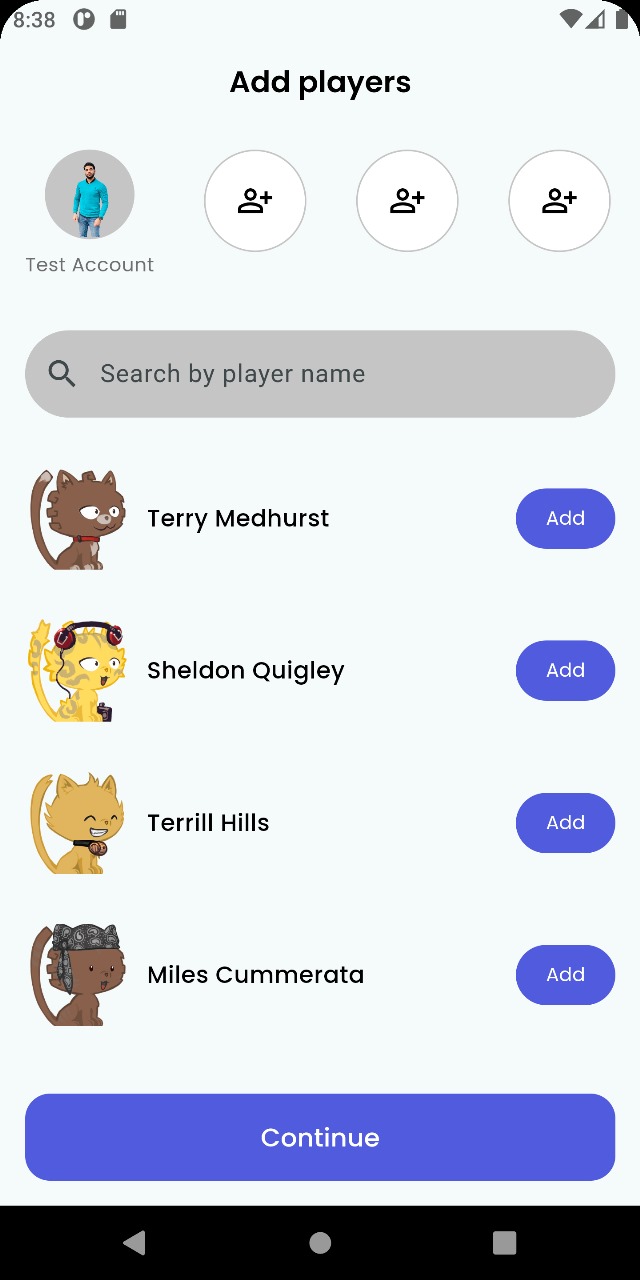 8:38
Add players
Test Account
Search by player name
Terry Medhurst
Add
Sheldon Quigley
Add
Terrill Hills
Add
Miles Cummerata
Add
Continue